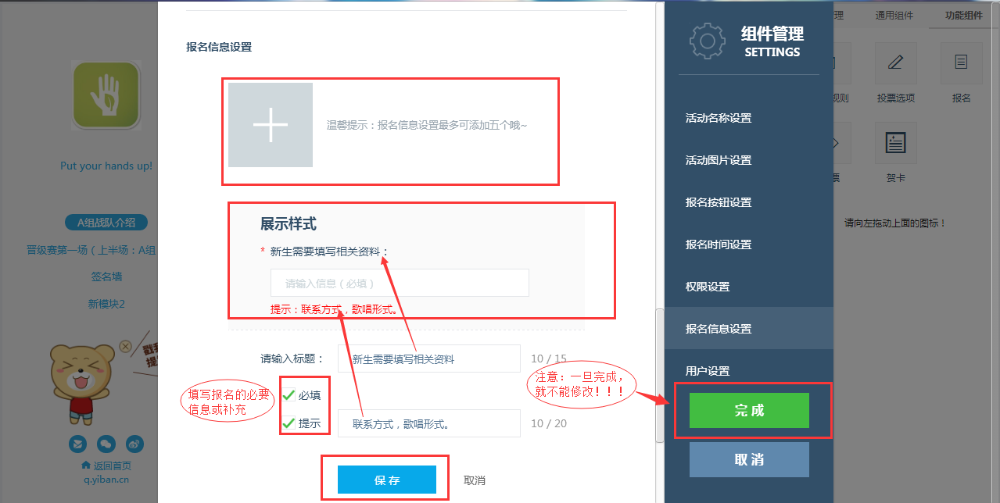 Put your hands up!
A组战队介绍
晋级赛第一场（上半场：A组
签名墙
新模块2
返回首页
q.yiban.cn
报名信息设置
温馨提示：报名信息设置最多可添加五个哦~
展示样式
* 新生需要填写相关资料：
请输入信息（必填）
提示：联系方式，歌唱形式。
请输入标题：
新生需要填写相关资料
10 / 15
填写报名的必要
信息或补充
必填
提示
联系方式，歌唱形式。
10 / 20
保存
取消
注意：一旦完成，
就不能修改！！！
组件管理
SETTINGS
活动名称设置
活动图片设置
报名按钮设置
报名时间设置
权限设置
报名信息设置
用户设置
完成
取消
理
通用组件
功能组件
规则
投票选项
报名
票
贺卡
请向左拖动上面的图标！